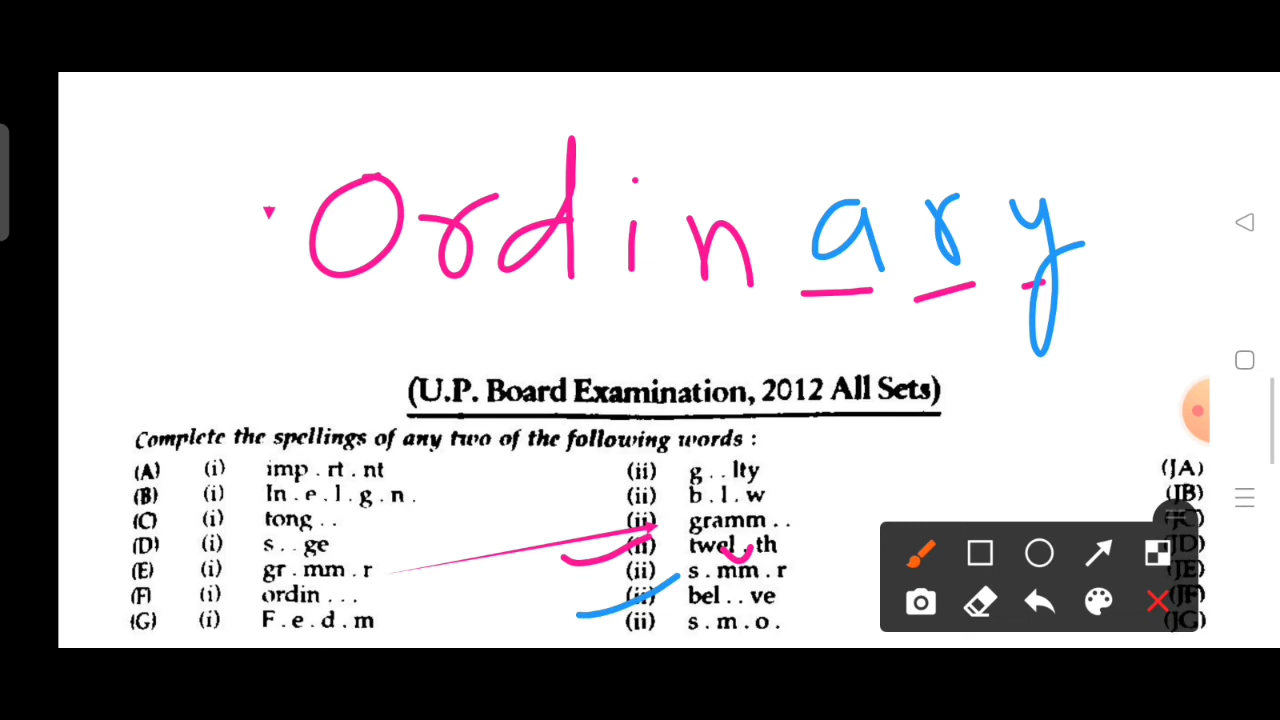 Ordinary
(U.P. Board Examination, 2012 All Sets)
Complete the spellings of any two of the following words :
(A) (i) imp . rt . nt (ii) g . . lty (JA)
(B) (i) In . e . l . g . n . (ii) b . l . w (JB)
(C) (i) tong . . (ii) gramm . . (JC)
(D) (i) s . . ge (ii) twel . th (JD)
(E) (i) gr . mm . r (ii) s . mm . r (JE)
(F) (i) ordin . . . (ii) bel . . ve (JF)
(G) (i) F . e . d . m (ii) s . m . o . (JG)